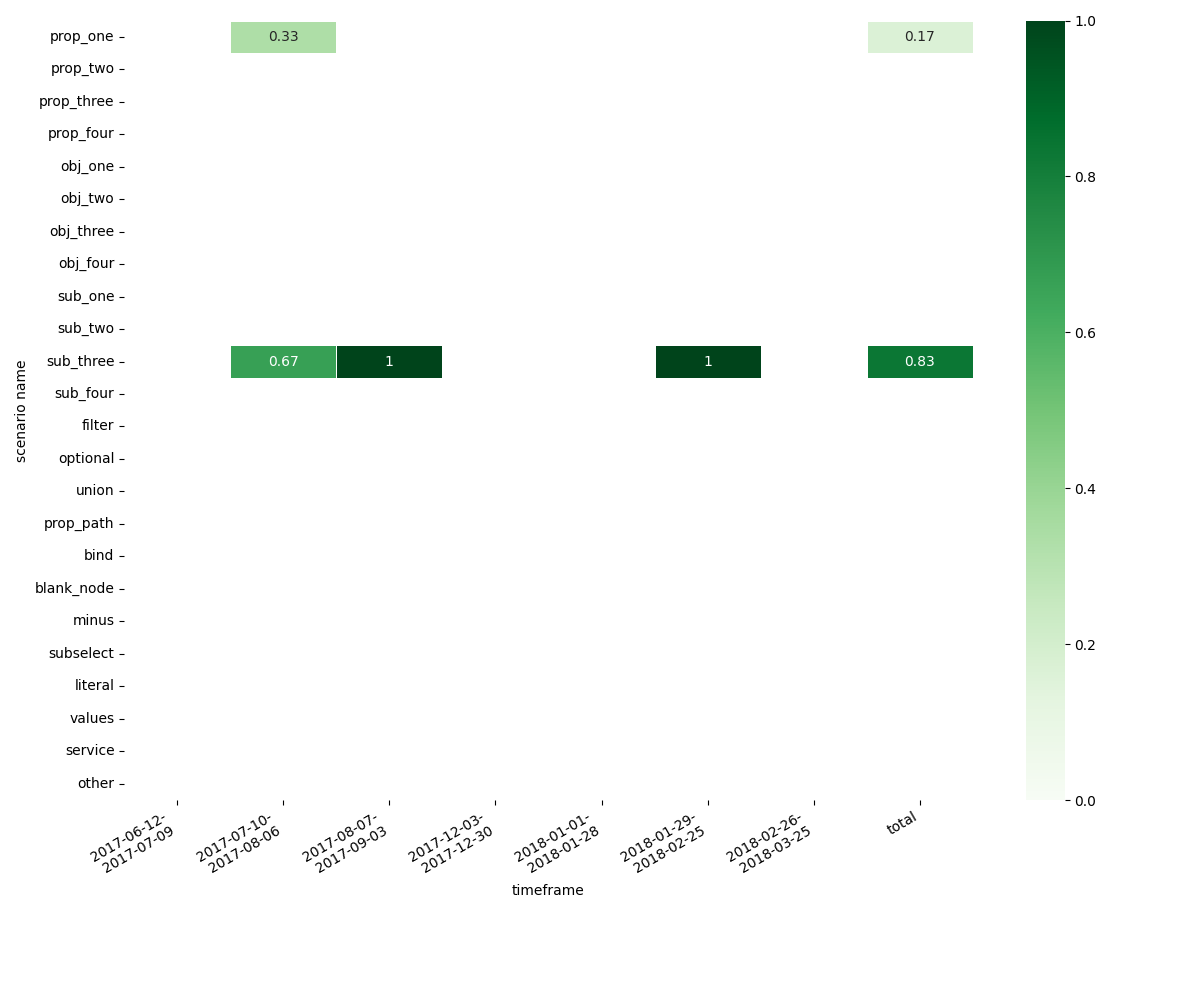 prop_one
0.33
0.17
prop_two
prop_three
prop_four
obj_one
obj_two
obj_three
obj_four
sub_one
sub_two
sub_three
0.67
1
1
0.83
sub_four
filter
optional
union
prop_path
bind
blank_node
minus
subselect
literal
values
service
other
scenario name
2017-06-12-
2017-07-09
2017-07-10-
2017-08-06
2017-08-07-
2017-09-03
2017-12-03-
2017-12-30
2018-01-01-
2018-01-28
2018-01-29-
2018-02-25
2018-02-26-
2018-03-25
total
timeframe
1.0
0.8
0.6
0.4
0.2
0.0